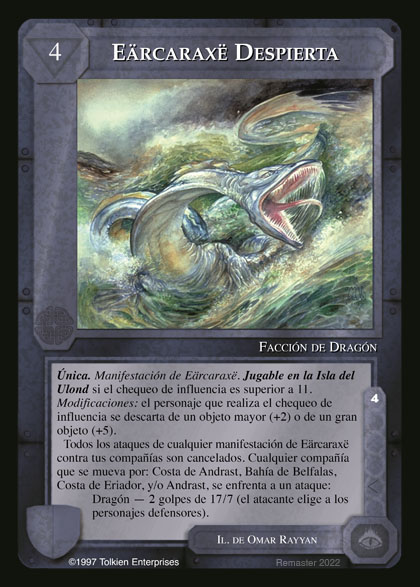 4
EÄRCARAXË DESPIERTA
FACCIÓN DE DRAGÓN
Única. Manifestación de Eärcaraxë. Jugable en la Isla del
Ulond si el chequeo de influencia es superior a 11.
Modificaciones: el personaje que realiza el chequeo de
influencia se descarta de un objeto mayor (+2) o de un gran
objeto (+5).
Todos los ataques de cualquier manifestación de Eärcaraxë
contra tus compañías son cancelados. Cualquier compañía
que se mueva por: Costa de Andrast, Bahía de Belfalas,
Costa de Eriador, y/o Andrast, se enfrenta a un ataque:
Dragón — 2 golpes de 17/7 (el atacante elige a los
personajes defensores).
4
IL. DE OMAR RAYYAN
©1997 Tolkien Enterprises
Remaster 2022